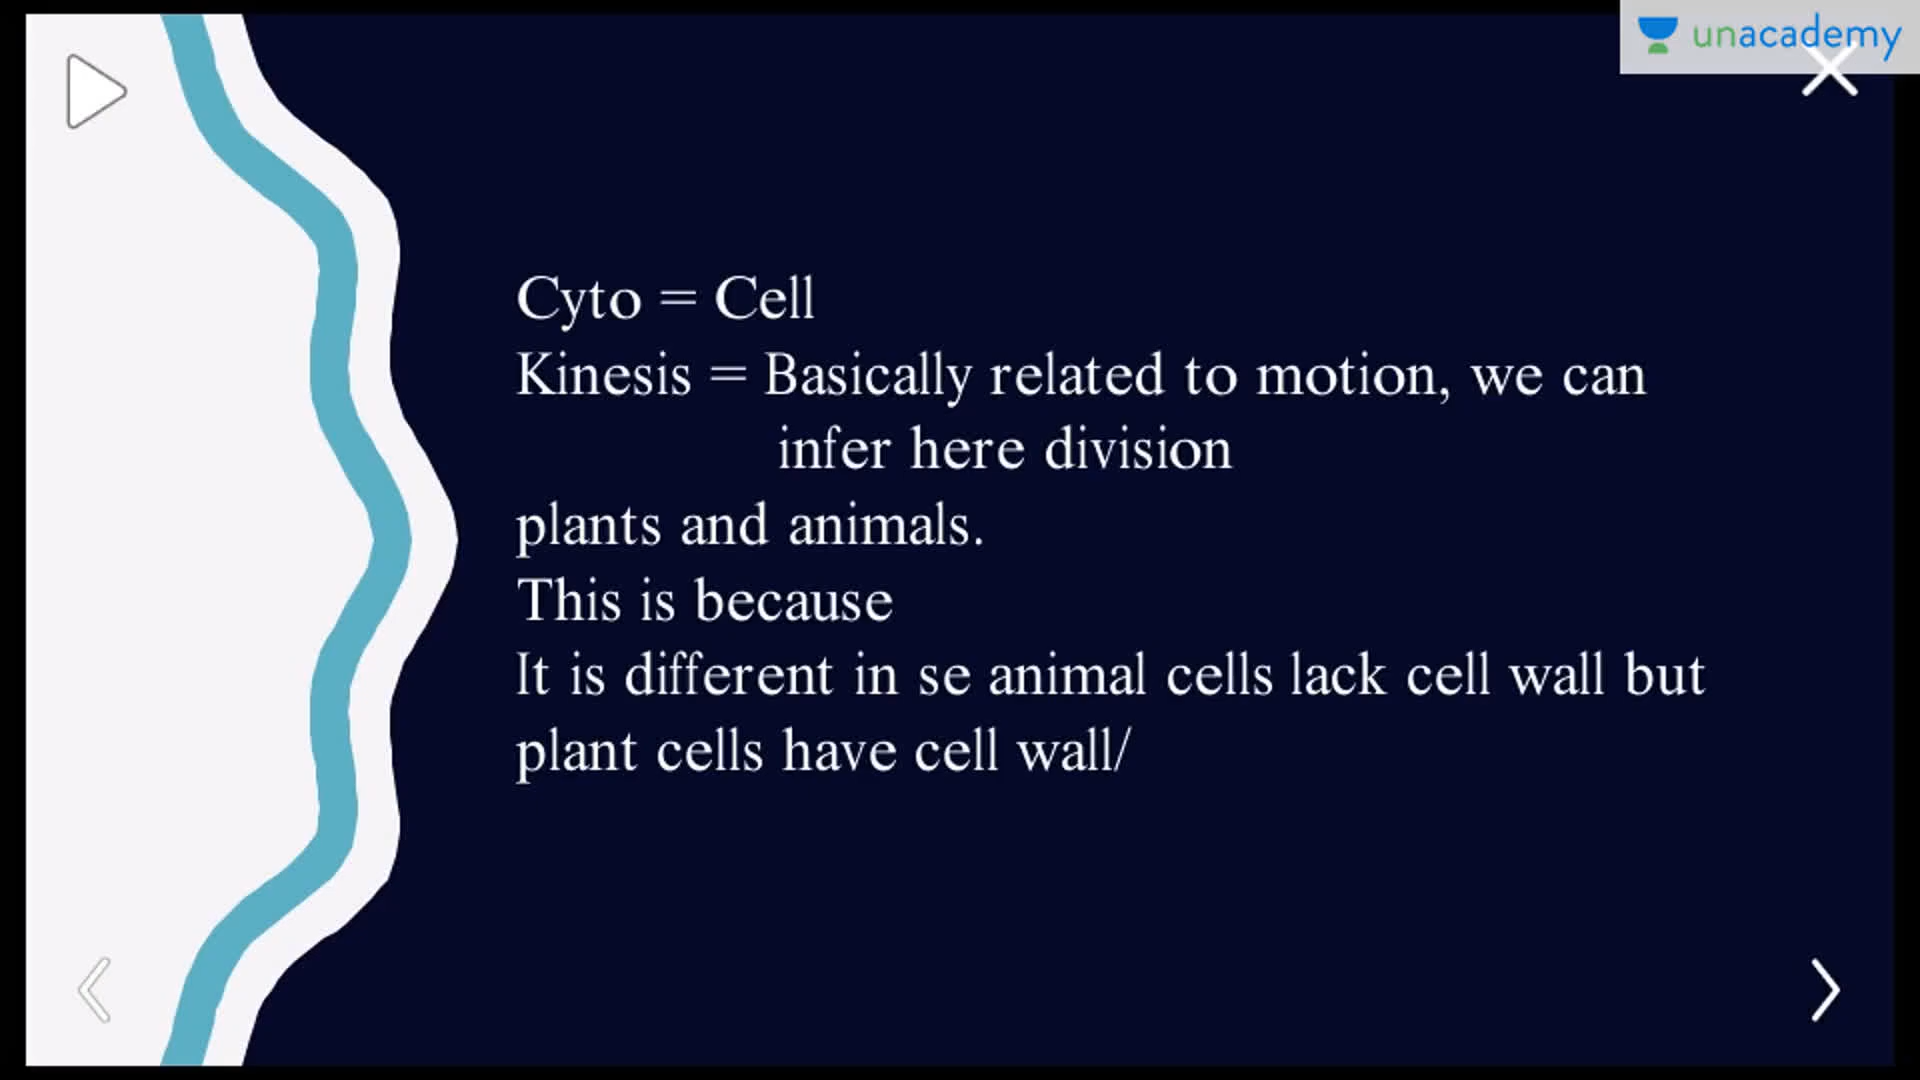 unacademy
Cyto = Cell
Kinesis = Basically related to motion, we can
infer here division
plants and animals.
This is because
It is different in se animal cells lack cell wall but
plant cells have cell wall/